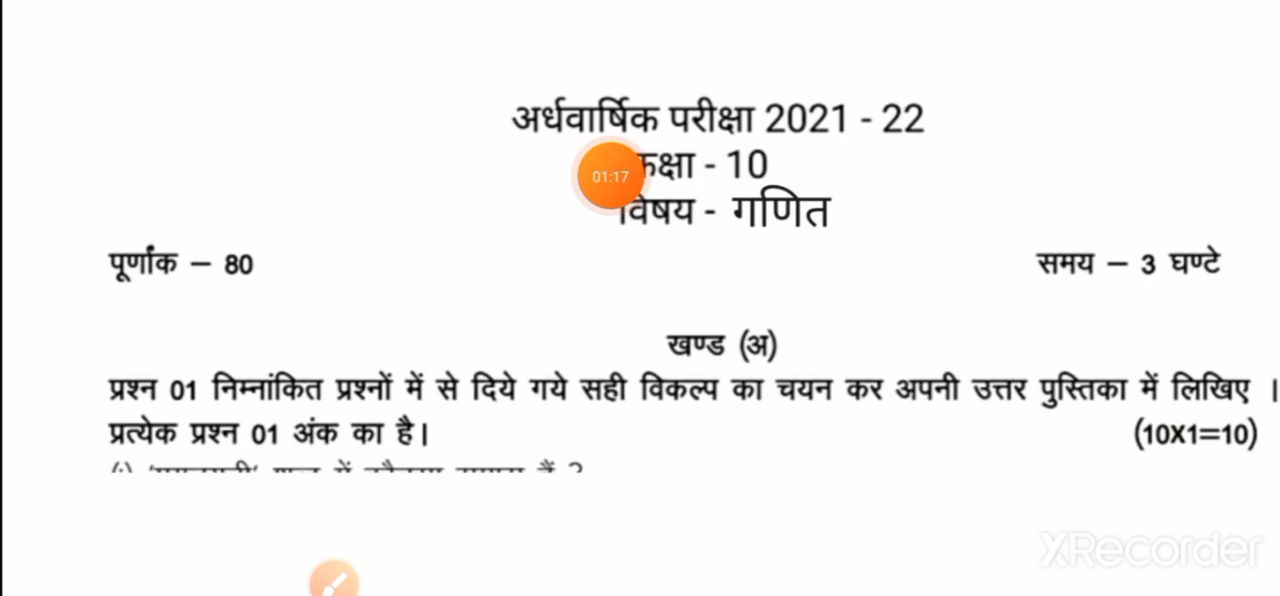 अर्धवार्षिक परीक्षा 2021 - 22
01:17
कक्षा - 10
विषय - गणित
पूर्णांक – 80
समय – 3 घण्टे
खण्ड (अ)
प्रश्न 01 निम्नांकित प्रश्नों में से दिये गये सही विकल्प का चयन कर अपनी उत्तर पुस्तिका में लिखिए ।
प्रत्येक प्रश्न 01 अंक का है।
(10X1=10)
XRecorder